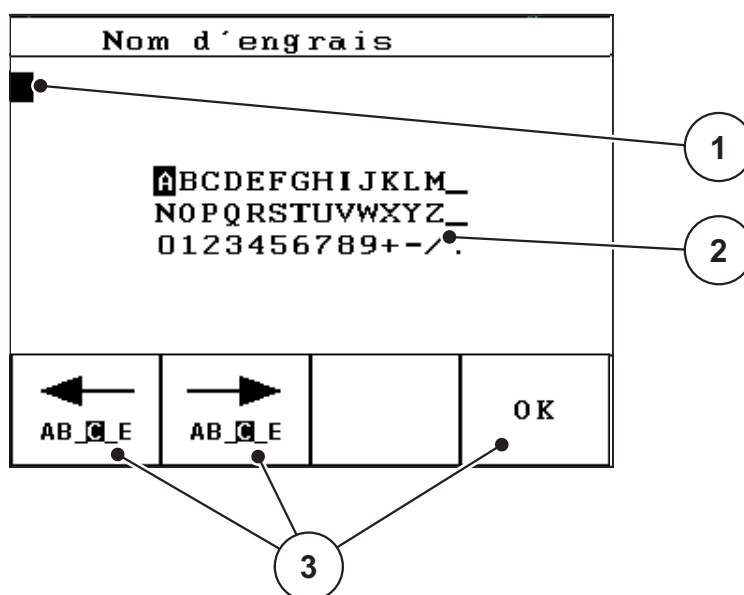 Nom d´engrais
1
ABCDEFGHIJKLM_
NOPQRSTUVWXYZ_
0123456789+-/.
2
AB_C_E AB_C_E OK
3